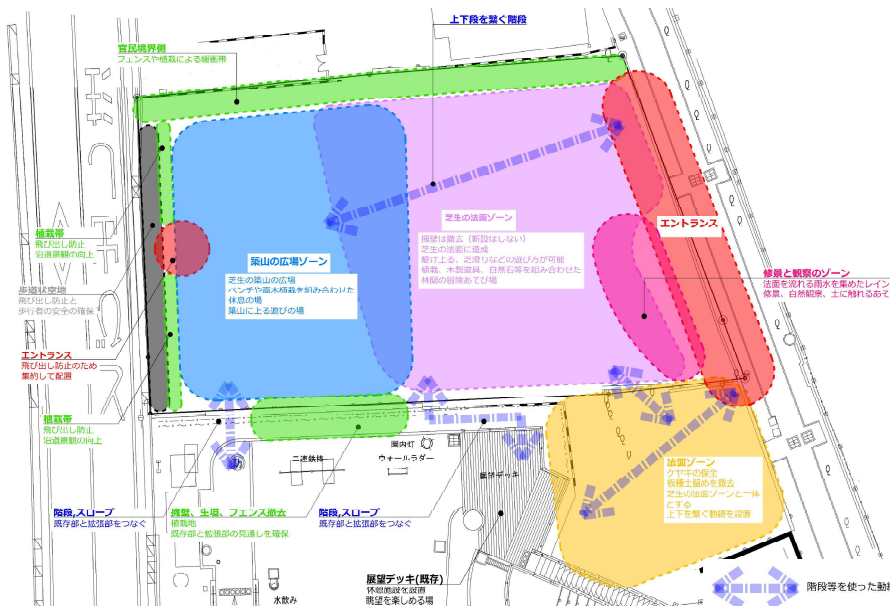 上下段を繋ぐ階段
官民境界側
フェンスや植栽による緩衝帯
植栽帯
飛び出し防止
沿道景観の向上
歩道状空地
飛び出し防止と
歩行者の安全の確保
エントランス
飛び出し防止のため
集約して配置
植栽帯
飛び出し防止
沿道景観の向上
築山の広場ゾーン
芝生の築山の広場
ベンチや高木植栽を組み合わせた
休息の場
築山による遊びの場
芝生の法面ゾーン
擁壁は撤去（新設はしない）
芝生の法面に造成
駆け上る、芝滑りなどの遊び方が可能
植栽、木製遊具、自然石等を組み合わせた
林間の冒険あそび場
エントランス
修景と観察のゾーン
法面を流れる雨水を集めたレイン
修景、自然観察、土に触れるあそ
園内灯
二連鉄棒
ウォールラダー
展望デッキ
法面ゾーン
ケヤキの保全
板種土留めを撤去
芝生の法面ゾーンと一体
とする
上下を繋ぐ動線を設置
階段,スロープ
既存部と拡張部をつなぐ
擁壁、生垣、フェンス撤去
植栽地
既存部と拡張部の見通しを確保
階段,スロープ
既存部と拡張部をつなぐ
展望デッキ(既存)
休憩施設を設置
眺望を楽しめる場
水飲み
階段等を使った動線